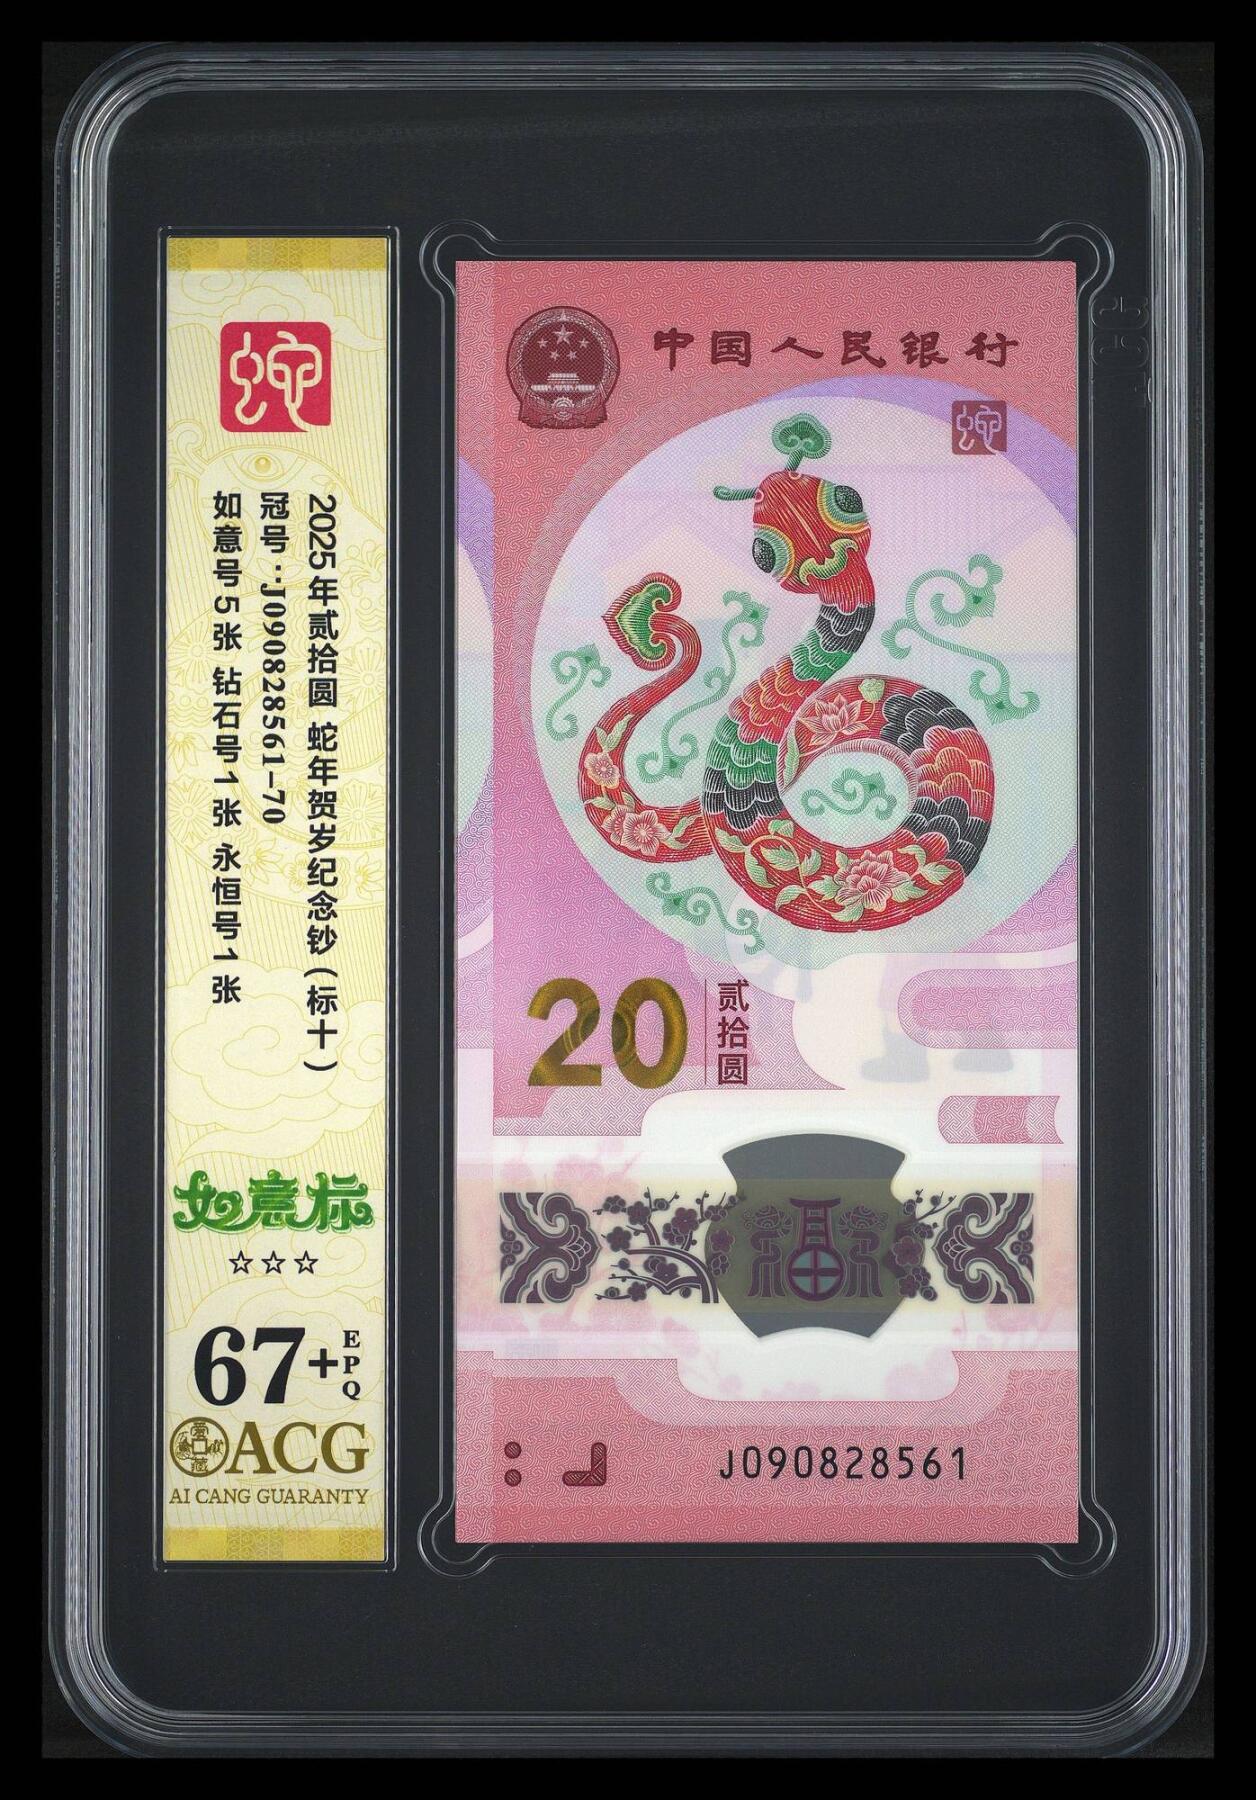 蛇
2025年贰拾圆 蛇年贺岁纪念钞(标十)
冠号:J090828561-70
如意号5张 钻石号1张 永恒号1张
如意标
☆☆☆
67+EPQ
ACG
AI CANG GUARANTY
中国人民银行
蛇
20
贰拾圆
J090828561